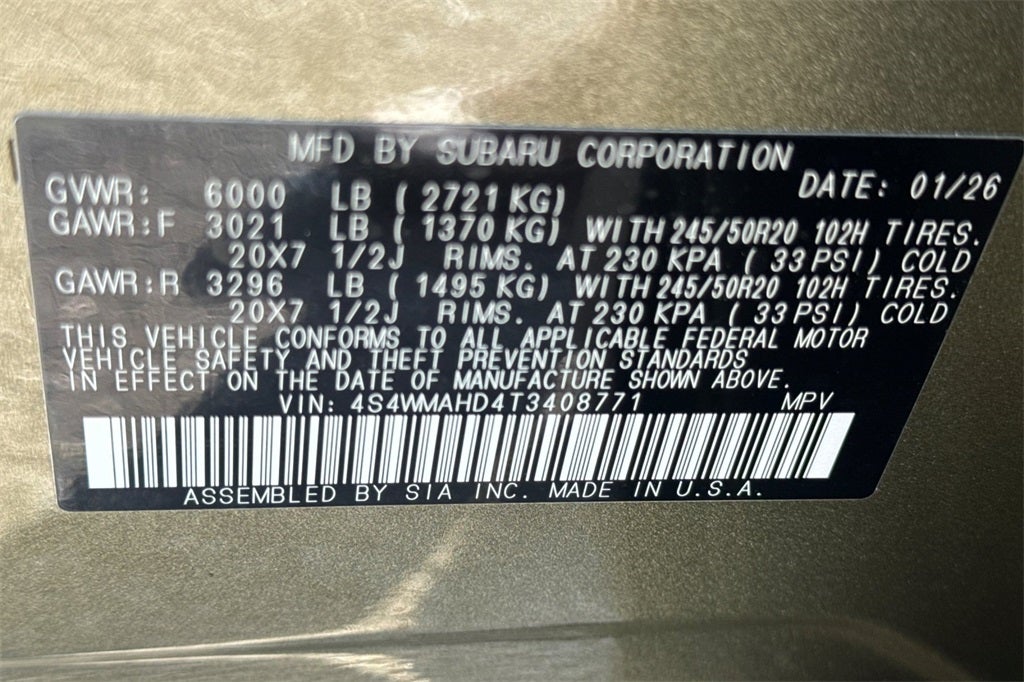 MFD BY SUBARU CORPORATION
GVWR: 6000 LB ( 2721 KG) DATE: 01/26
GAWR:F 3021 LB ( 1370 KG) WITH 245/50R20 102H TIRES.
20X7 1/2J RIMS. AT 230 KPA ( 33 PSI) COLD
GAWR:R 3296 LB ( 1495 KG) WITH 245/50R20 102H TIRES.
20X7 1/2J RIMS. AT 230 KPA ( 33 PSI) COLD
THIS VEHICLE CONFORMS TO ALL APPLICABLE FEDERAL MOTOR
VEHICLE SAFETY AND THEFT PREVENTION STANDARDS
IN EFFECT ON THE DATE OF MANUFACTURE SHOWN ABOVE.
VIN: 4S4WMAHD4T3408771 MPV
ASSEMBLED BY SIA INC. MADE IN U.S.A.